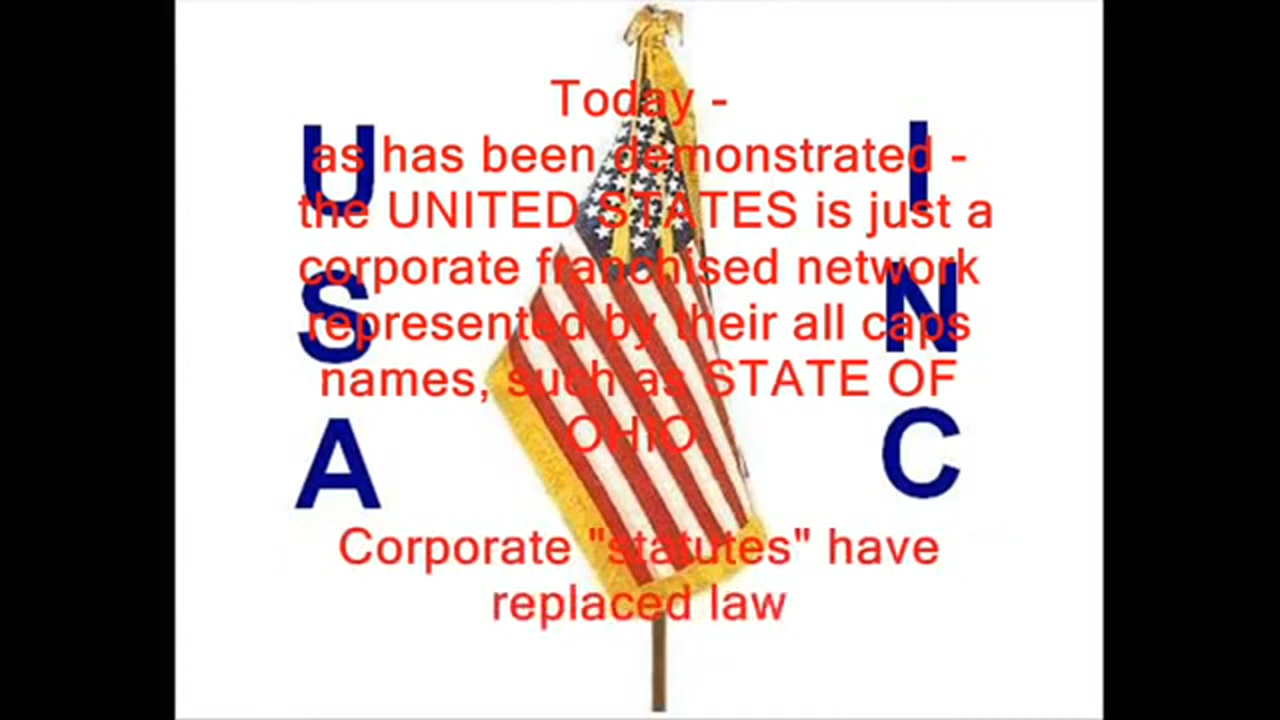 Today -
as has been demonstrated -
the UNITED STATES is just a
corporate franchised network
represented by their all caps
names, such as STATE OF
OHIO
Corporate "statutes" have
replaced law
U
S
A
I
N
C